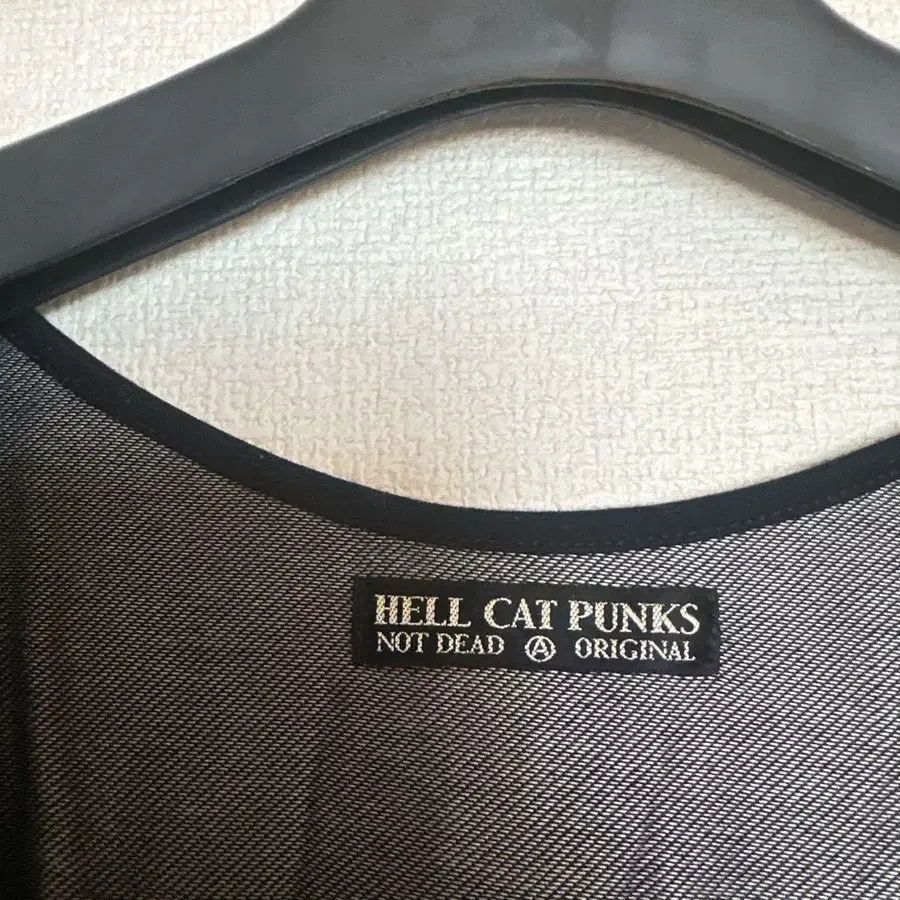 HELL CAT PUNKS
NOT DEAD Ⓐ ORIGINAL